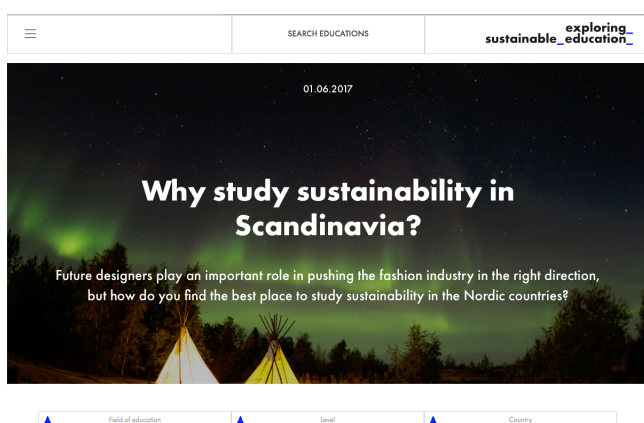 SEARCH EDUCATIONS
exploring_
sustainable_education_
01.06.2017
Why study sustainability in
Scandinavia?
Future designers play an important role in pushing the fashion industry in the right direction,
but how do you find the best place to study sustainability in the Nordic countries?
Field of education
Level
Country